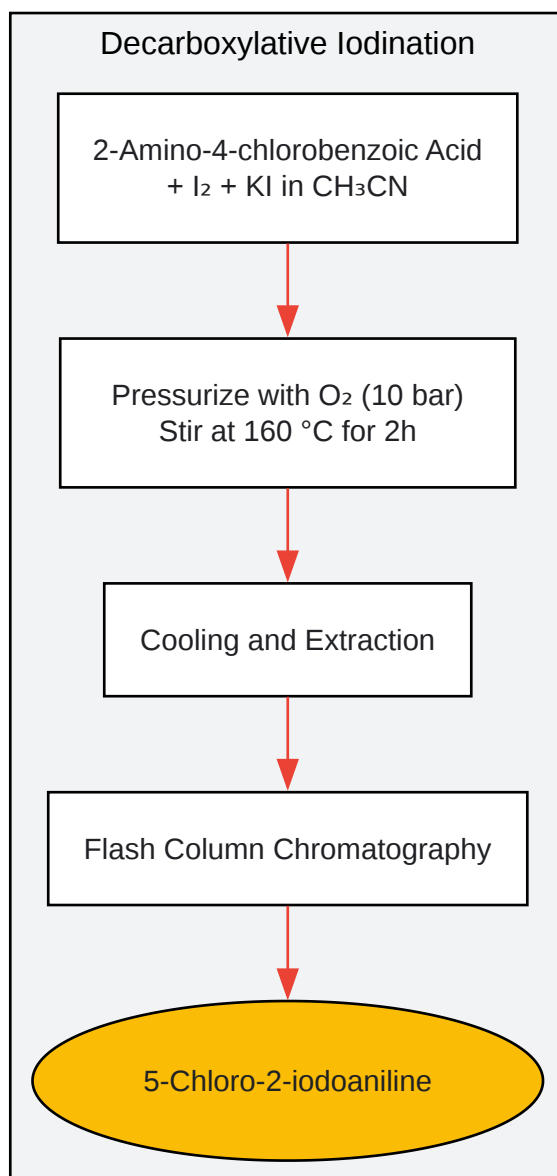 Decarboxylative Iodination
2-Amino-4-chlorobenzoic Acid
+ I₂ + KI in CH₃CN
Pressurize with O₂ (10 bar)
Stir at 160 °C for 2h
Cooling and Extraction
Flash Column Chromatography
5-Chloro-2-iodoaniline